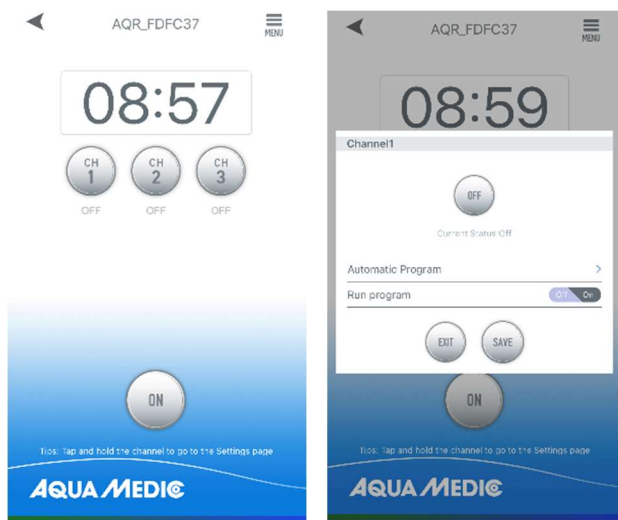 AQR_FDFC37
MENU
08:57
CH 1
CH 2
CH 3
OFF
OFF
OFF
ON
Tips: Tap and hold the channel to go to the Settings page
AQUA MEDIC
AQR_FDFC37
MENU
08:59
Channel1
OFF
Current Status Off
Automatic Program
Run program
Off On
EXIT
SAVE
ON
Tips: Tap and hold the channel to go to the Settings page
AQUA MEDIC